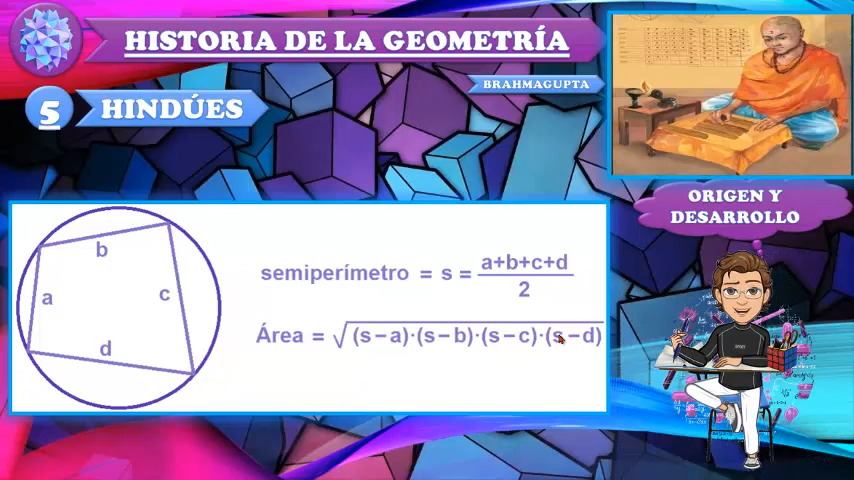 HISTORIA DE LA GEOMETRÍA
BRAHMAGUPTA
5 HINDÚES
ORIGEN Y
DESARROLLO
b
a
c
d
semiperímetro = s = a+b+c+d
2
Área = √(s−a)·(s−b)·(s−c)·(s−d)